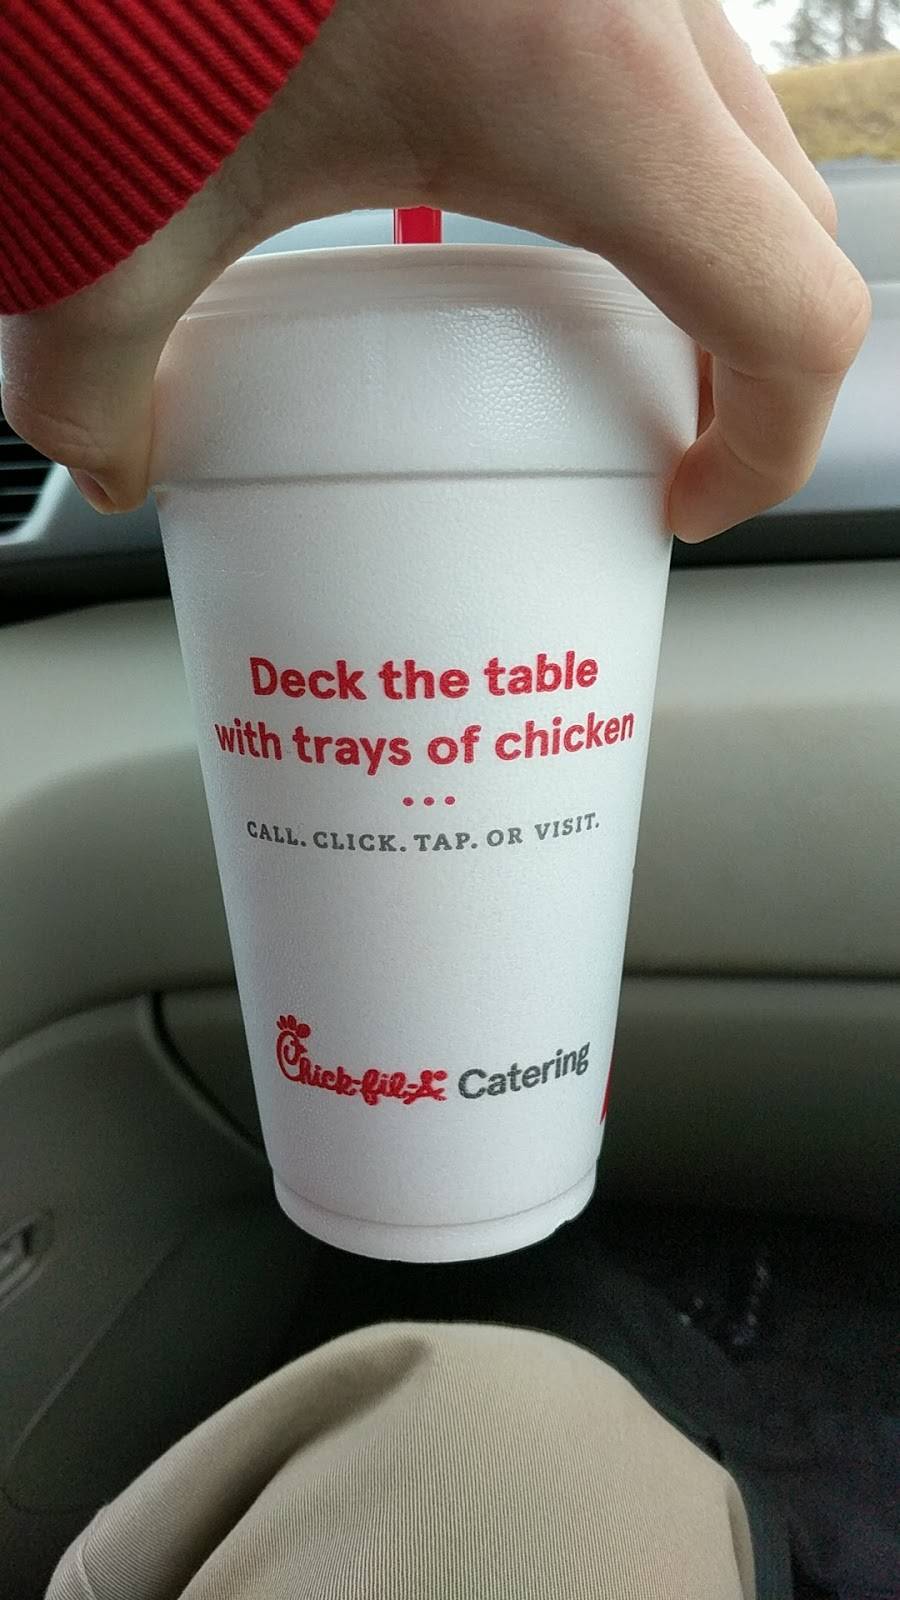 Deck the table
with trays of chicken
CALL. CLICK. TAP. OR VISIT.
Chick-fil-A Catering